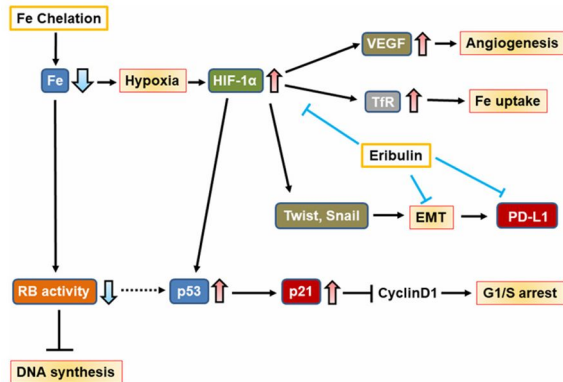 Fe Chelation
VEGF
Angiogenesis
Fe
Hypoxia
HIF-1α
TfR
Fe uptake
Eribulin
Twist, Snail
EMT
PD-L1
RB activity
p53
p21
CyclinD1
G1/S arrest
DNA synthesis